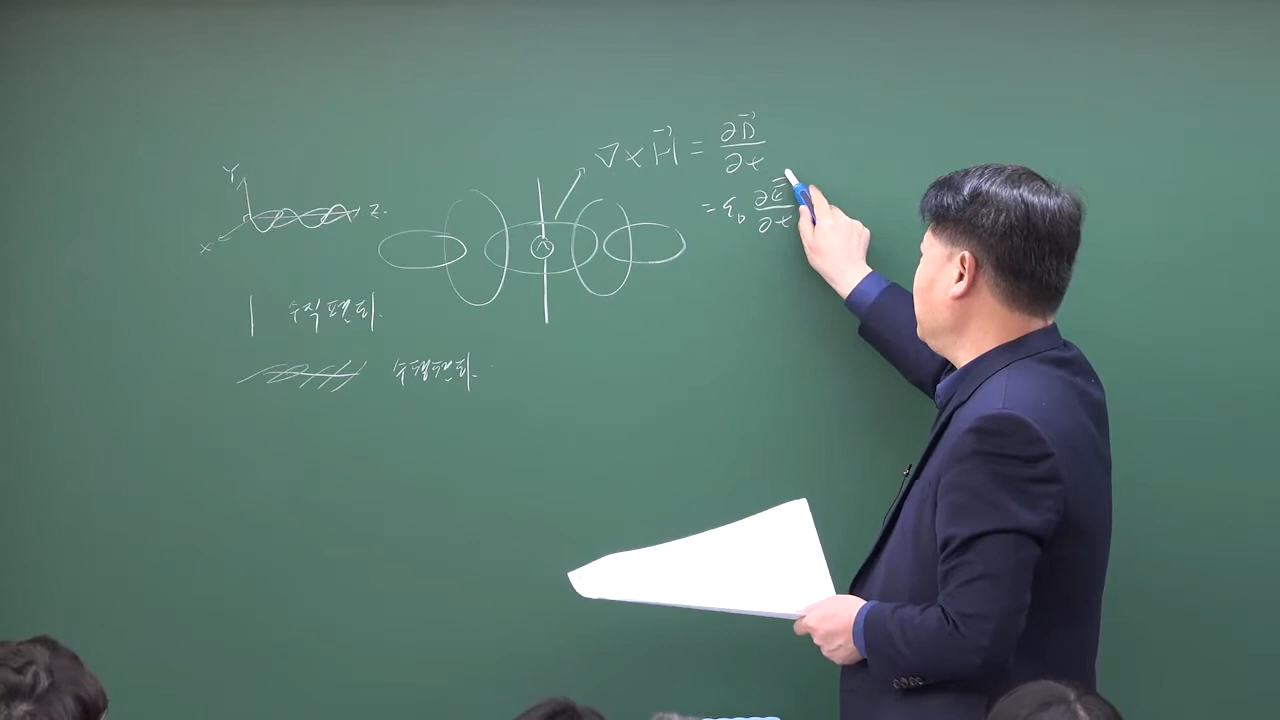 ∇×H⃗ = ∂D⃗/∂t
= ε₀ ∂E⃗/∂t
Y
Z.
X
수직편파.
수평편파.